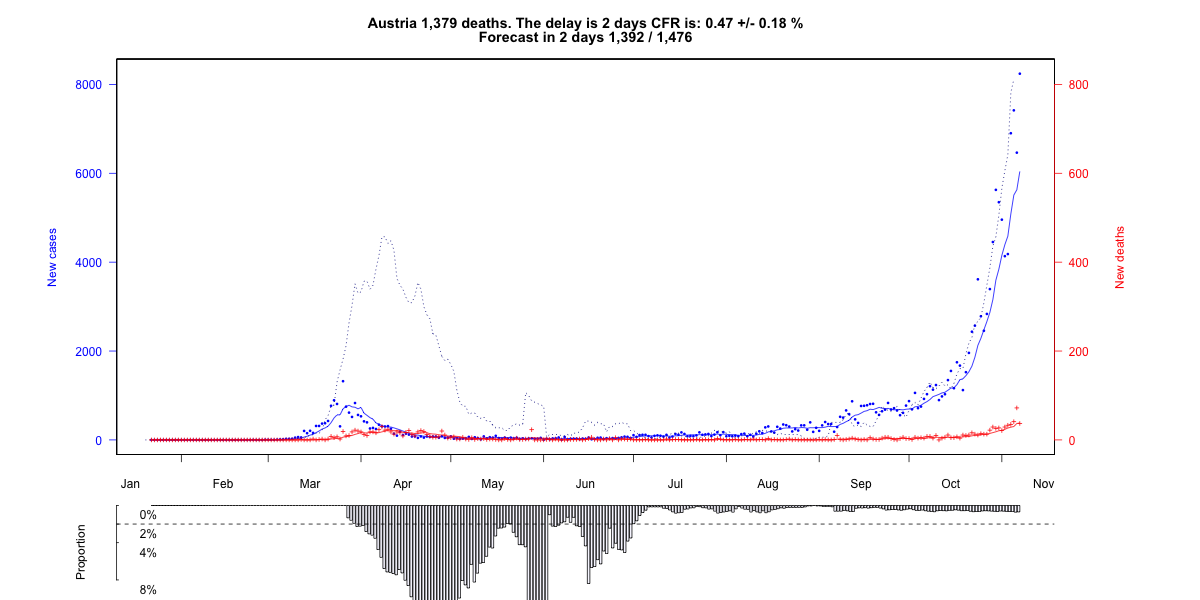 Austria 1,379 deaths. The delay is 2 days CFR is: 0.47 +/- 0.18 %
Forecast in 2 days 1,392 / 1,476
8000
6000
4000
2000
0
New cases
800
600
400
200
0
New deaths
Jan Feb Mar Apr May Jun Jul Aug Sep Oct Nov
Proportion
0%
2%
4%
8%